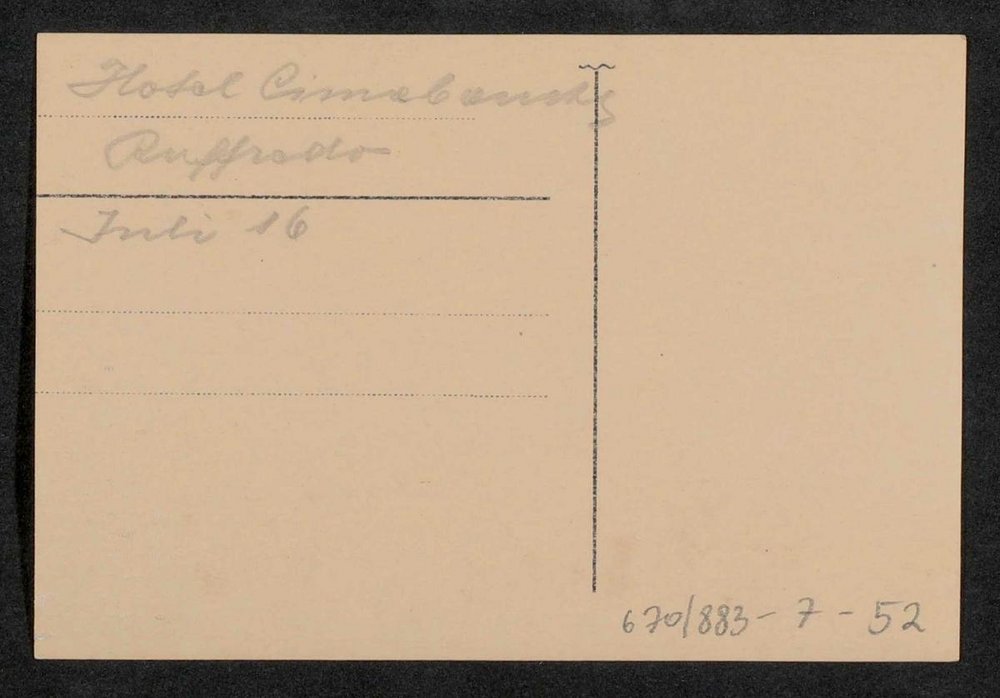 Hotel Cimabanche
Ruffredo
Juli 16
670/883 - 7 - 52